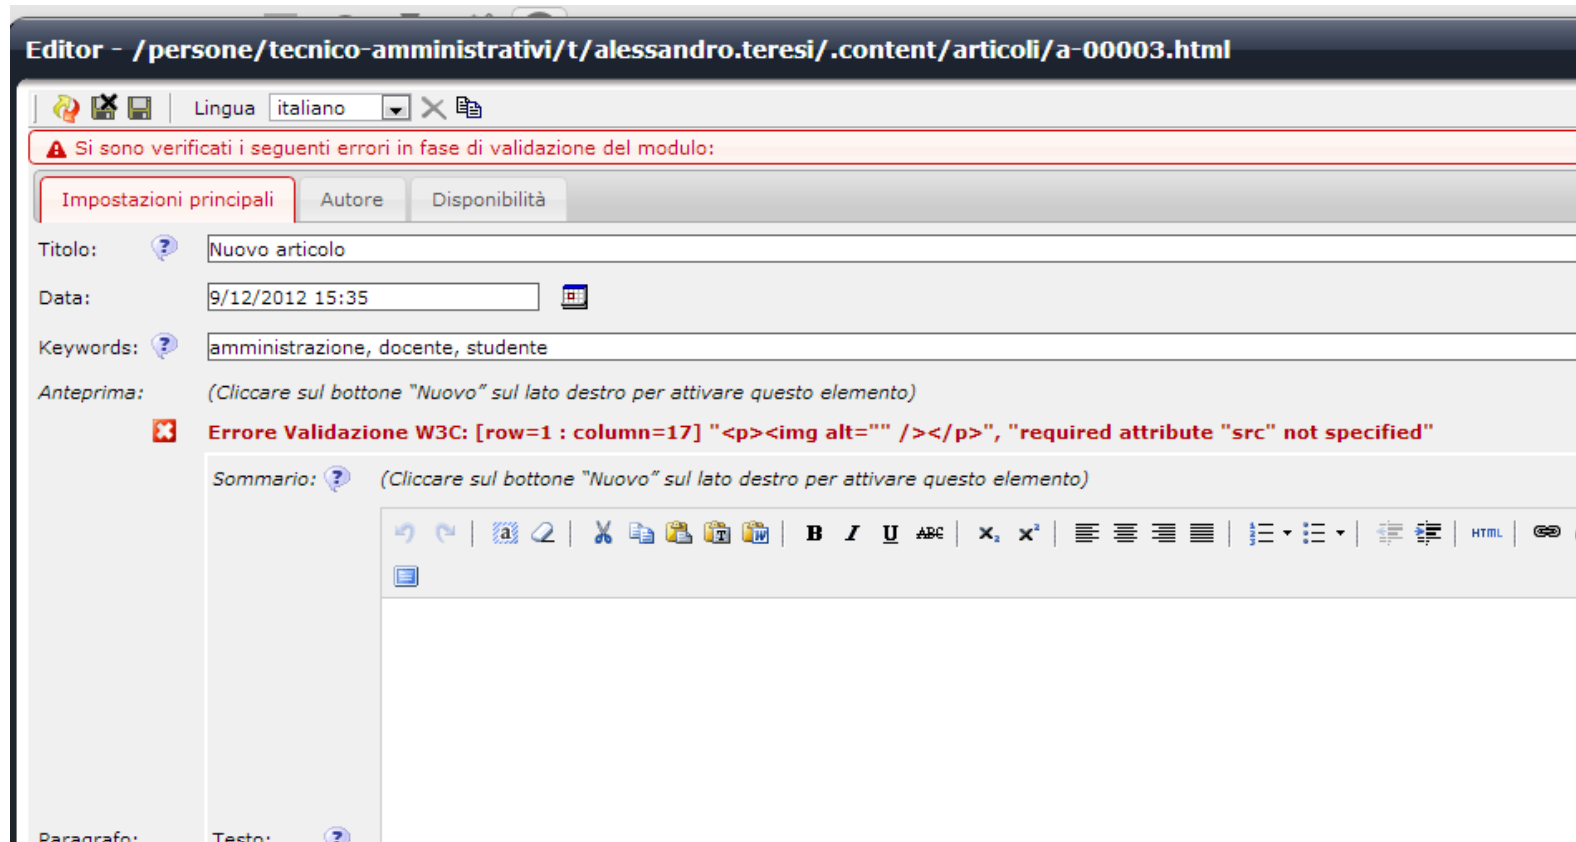 Editor - /persone/tecnico-amministrativi/t/alessandro.teresi/.content/articoli/a-00003.html
Lingua italiano
Si sono verificati i seguenti errori in fase di validazione del modulo:
Impostazioni principali Autore Disponibilità
Titolo: Nuovo articolo
Data: 9/12/2012 15:35
Keywords: amministrazione, docente, studente
Anteprima: (Cliccare sul bottone "Nuovo" sul lato destro per attivare questo elemento)
Errore Validazione W3C: [row=1 : column=17] "<p><img alt="" /></p>", "required attribute "src" not specified"
Sommario: (Cliccare sul bottone "Nuovo" sul lato destro per attivare questo elemento)
B I U ABC x₂ x² HTML
Paragrafo: Testo: